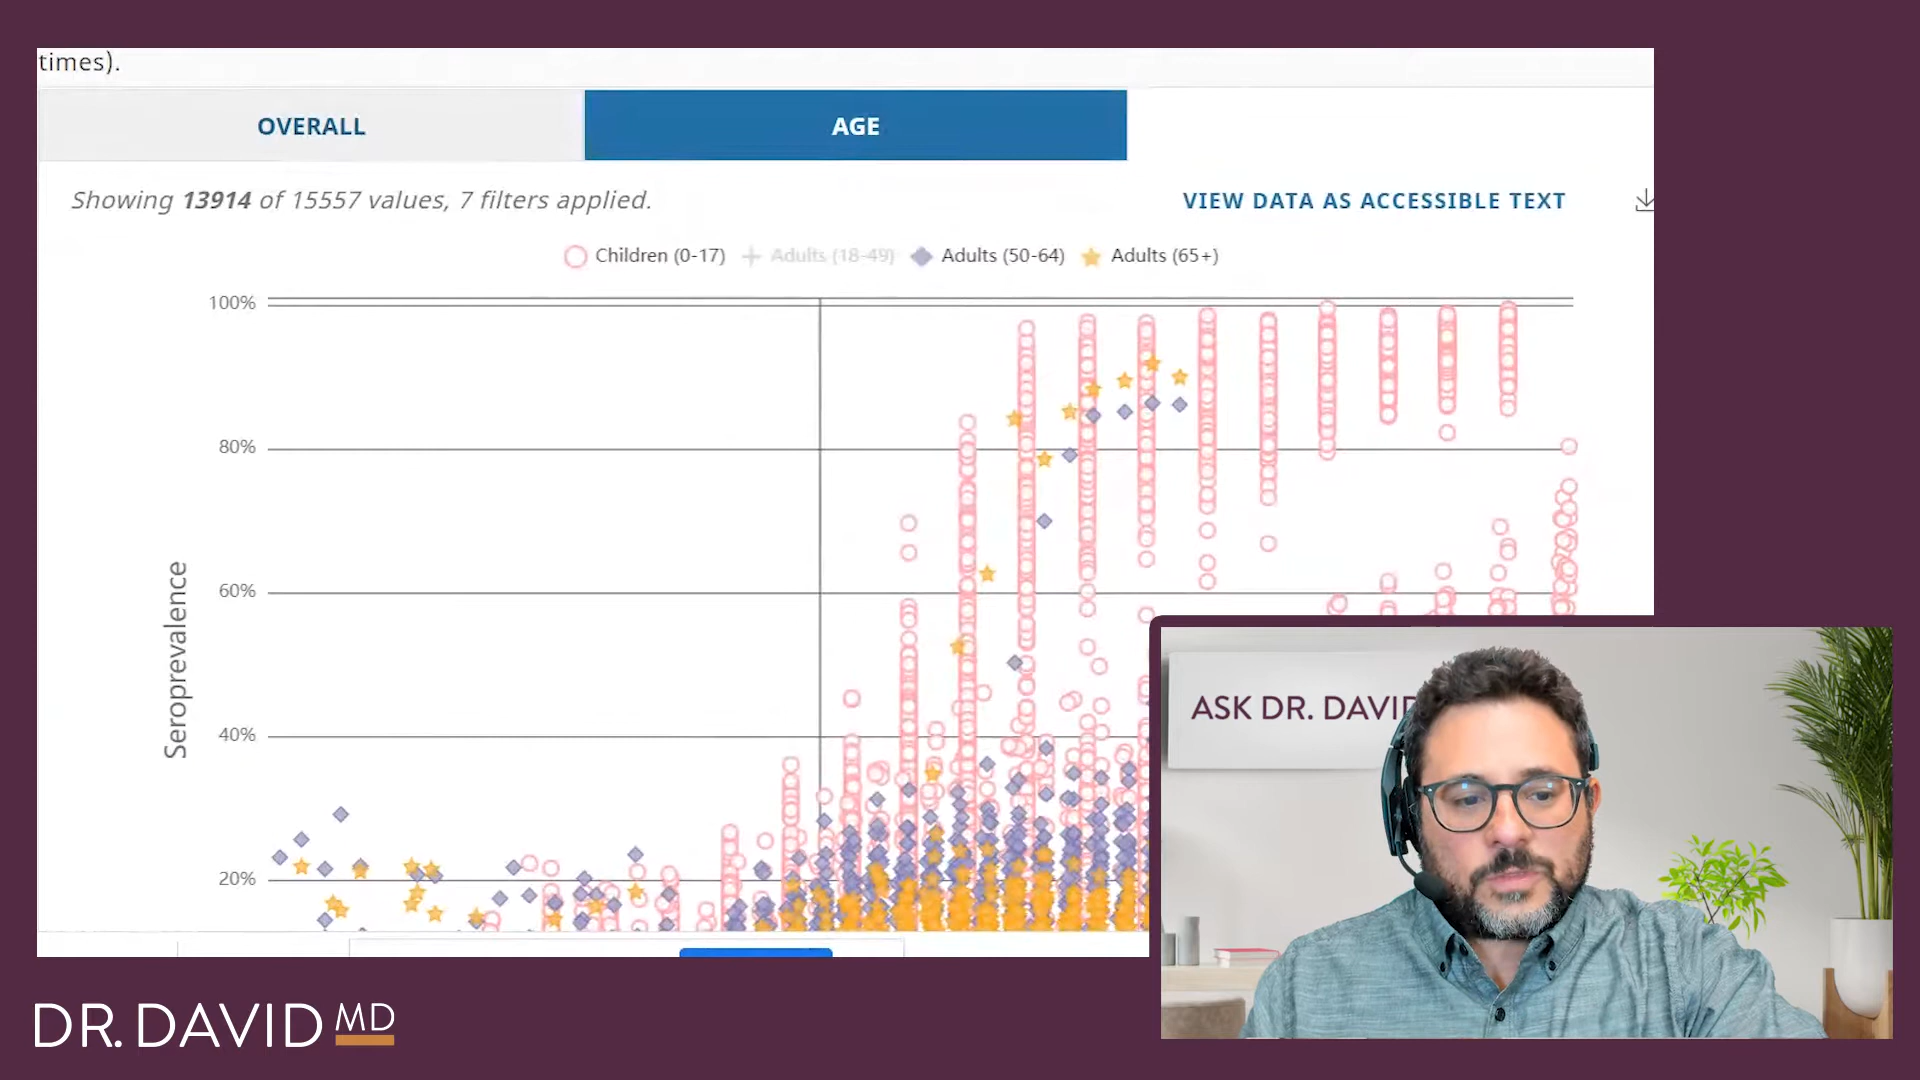 times).
OVERALL
AGE
Showing 13914 of 15557 values, 7 filters applied.
VIEW DATA AS ACCESSIBLE TEXT
Children (0-17) Adults (18-49) Adults (50-64) Adults (65+)
100%
80%
60%
40%
20%
Seroprevalence
ASK DR. DAVID
DR. DAVID MD